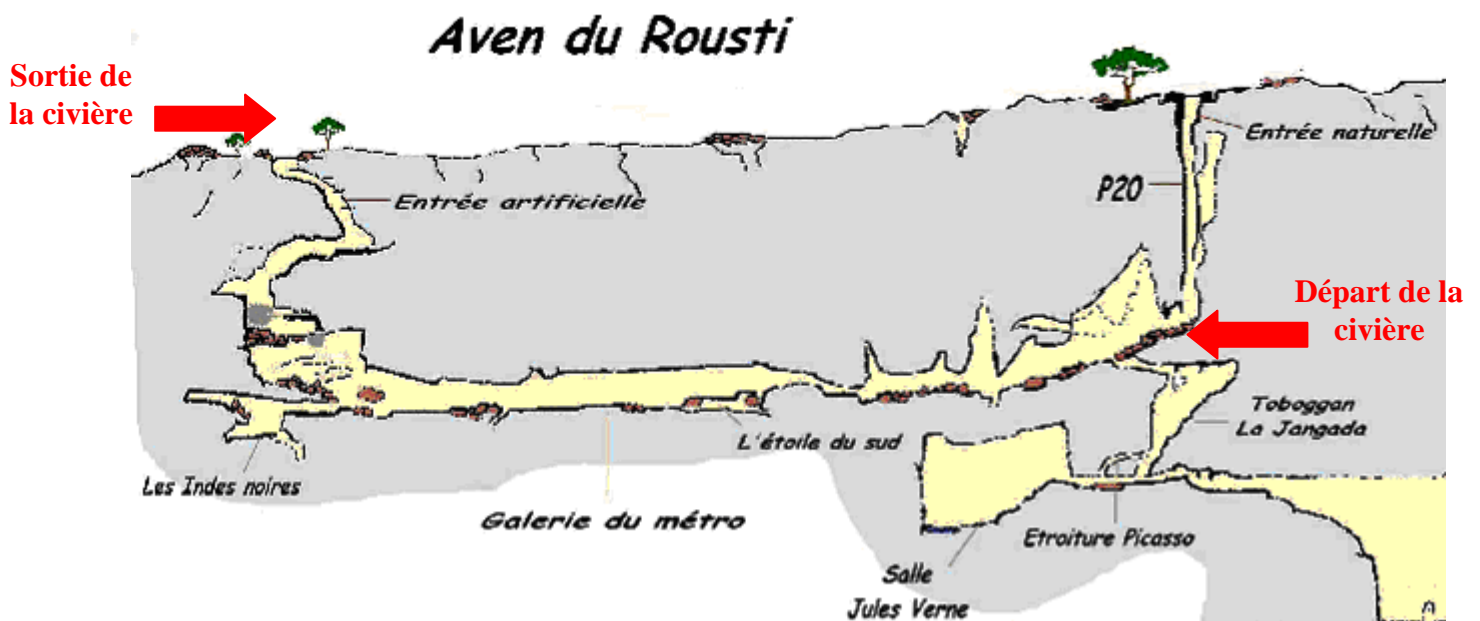 Aven du Rousti
Sortie de
la civière
Entrée naturelle
P20
Entrée artificielle
Départ de la
civière
Toboggan
La Jangada
L'étoile du sud
Les Indes noires
Galerie du métro
Etroiture Picasso
Salle
Jules Verne